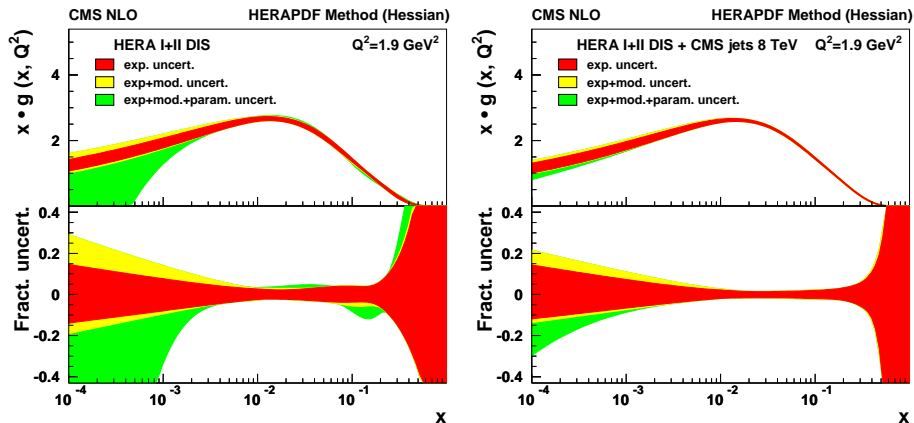 CMS NLO HERAPDF Method (Hessian)
HERA I+II DIS Q²=1.9 GeV²
exp. uncert.
exp+mod. uncert.
exp+mod.+param. uncert.
x • g (x, Q²)
4
2
Fract. uncert.
0.4
0.2
0
-0.2
-0.4
10⁻⁴ 10⁻³ 10⁻² 10⁻¹
x
CMS NLO HERAPDF Method (Hessian)
HERA I+II DIS + CMS jets 8 TeV Q²=1.9 GeV²
exp. uncert.
exp+mod. uncert.
exp+mod.+param. uncert.
x • g (x, Q²)
4
2
Fract. uncert.
0.4
0.2
0
-0.2
-0.4
10⁻⁴ 10⁻³ 10⁻² 10⁻¹
x